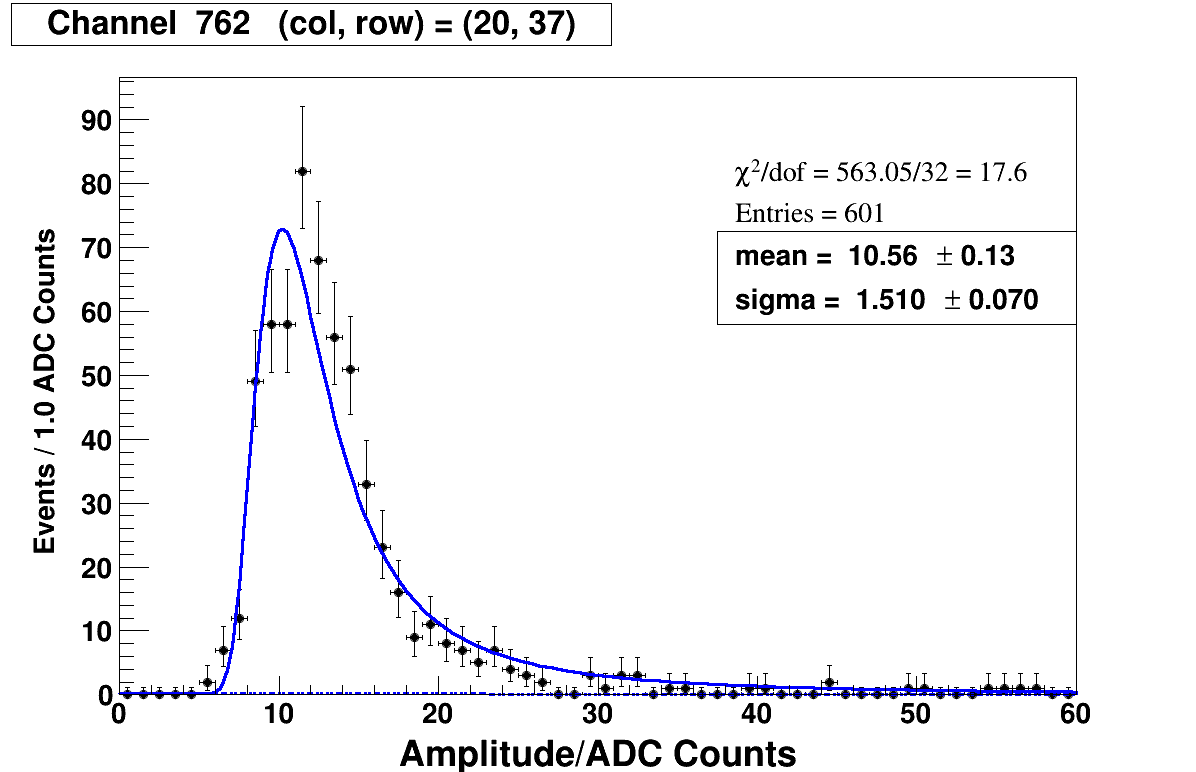 Channel 762 (col, row) = (20, 37)
χ²/dof = 563.05/32 = 17.6
Entries = 601
mean = 10.56 ± 0.13
sigma = 1.510 ± 0.070
Events / 1.0 ADC Counts
90
80
70
60
50
40
30
20
10
0
0 10 20 30 40 50 60
Amplitude/ADC Counts